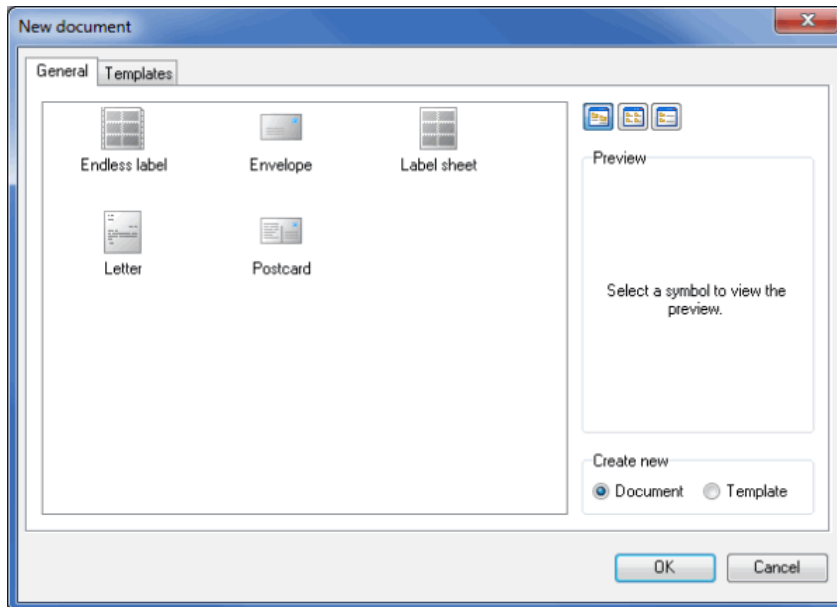 New document
General Templates
Endless label Envelope Label sheet
Letter Postcard
Preview
Select a symbol to view the
preview.
Create new
Document Template
OK Cancel